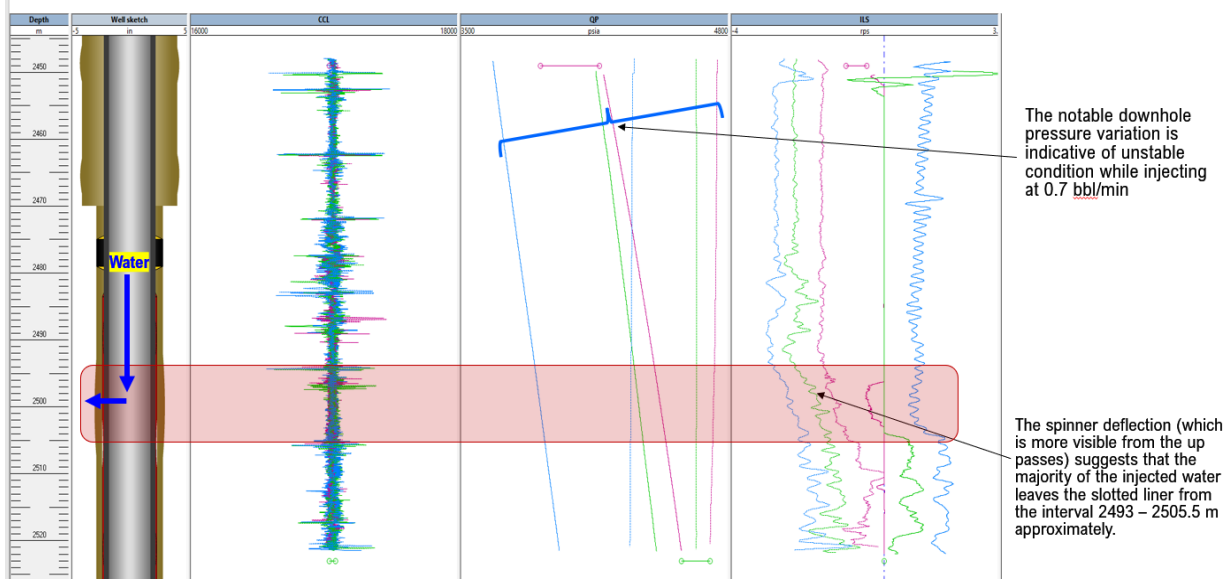 Depth
Well sketch
CCL
QP
ILS
m
-5
in
5
16000
18000
3500
psia
4800
-4
rps
3.
2450
2460
2470
2480
2490
2500
2510
2520
Water
The notable downhole
pressure variation is
indicative of unstable
condition while injecting
at 0.7 bbl/min
The spinner deflection (which
is more visible from the up
passes) suggests that the
majority of the injected water
leaves the slotted liner from
the interval 2493 – 2505.5 m
approximately.